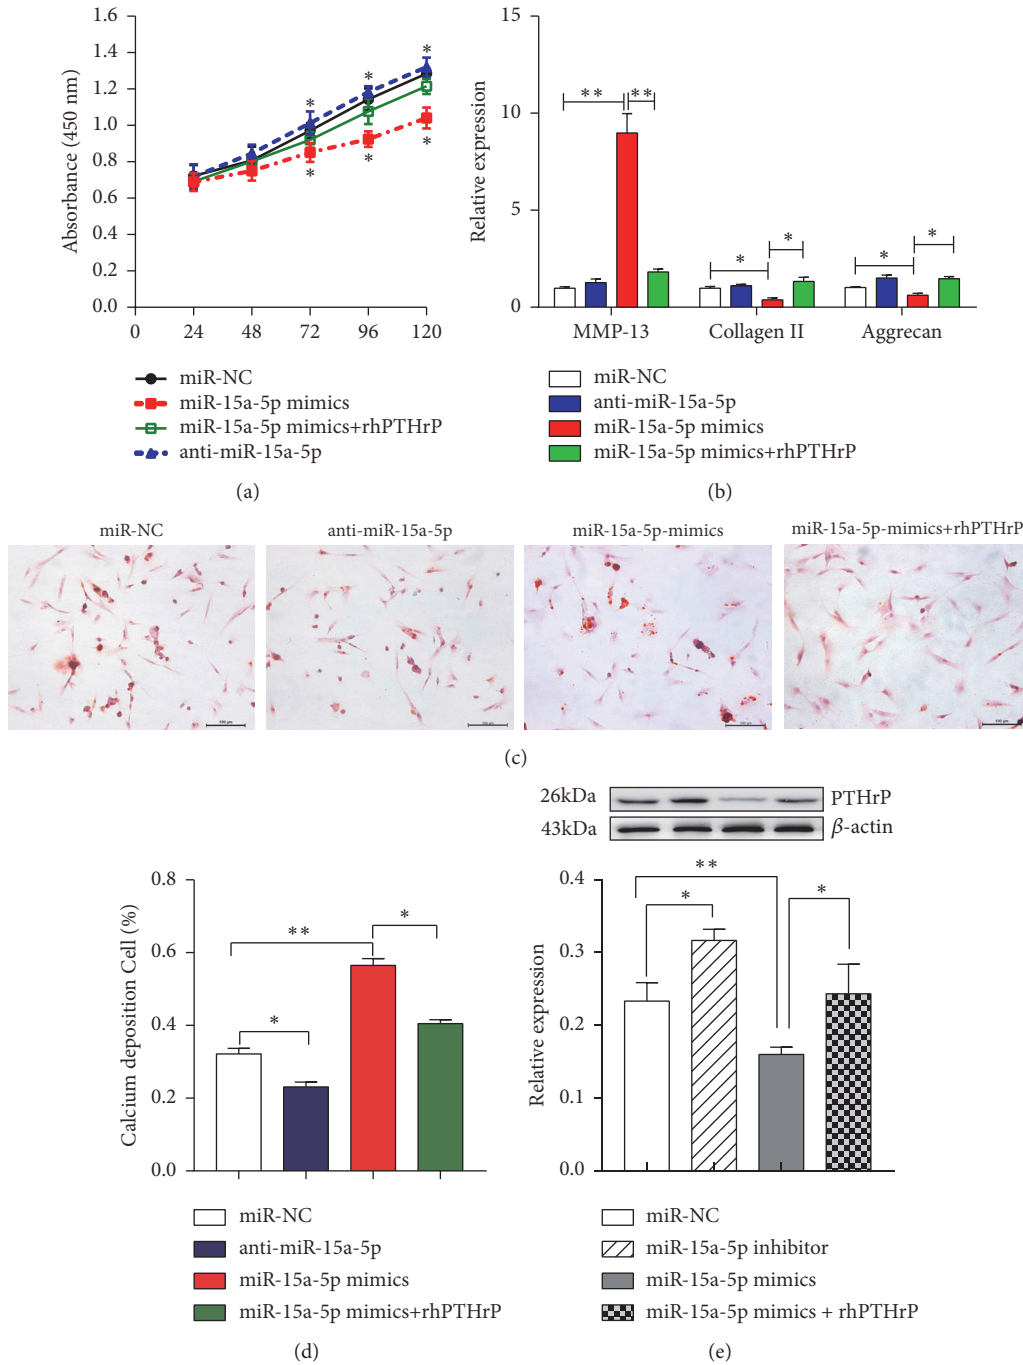 1.6
1.4
1.2
1.0
0.8
0.6
0.4
0.2
0.0
Absorbance (450 nm)
* * *
* * *
0 24 48 72 96 120
miR-NC
miR-15a-5p mimics
miR-15a-5p mimics+rhPTHrP
anti-miR-15a-5p
(a)
15
10
5
0
Relative expression
** **
* *
* *
MMP-13 Collagen II Aggrecan
miR-NC
anti-miR-15a-5p
miR-15a-5p mimics
miR-15a-5p mimics+rhPTHrP
(b)
miR-NC
anti-miR-15a-5p
miR-15a-5p-mimics
miR-15a-5p-mimics+rhPTHrP
(c)
0.8
0.6
0.4
0.2
0.0
Calcium deposition Cell (%)
** *
*
miR-NC
anti-miR-15a-5p
miR-15a-5p mimics
miR-15a-5p mimics+rhPTHrP
(d)
26kDa PTHrP
43kDa β-actin
0.4
0.3
0.2
0.1
0.0
Relative expression
**
* *
miR-NC
miR-15a-5p inhibitor
miR-15a-5p mimics
miR-15a-5p mimics + rhPTHrP
(e)